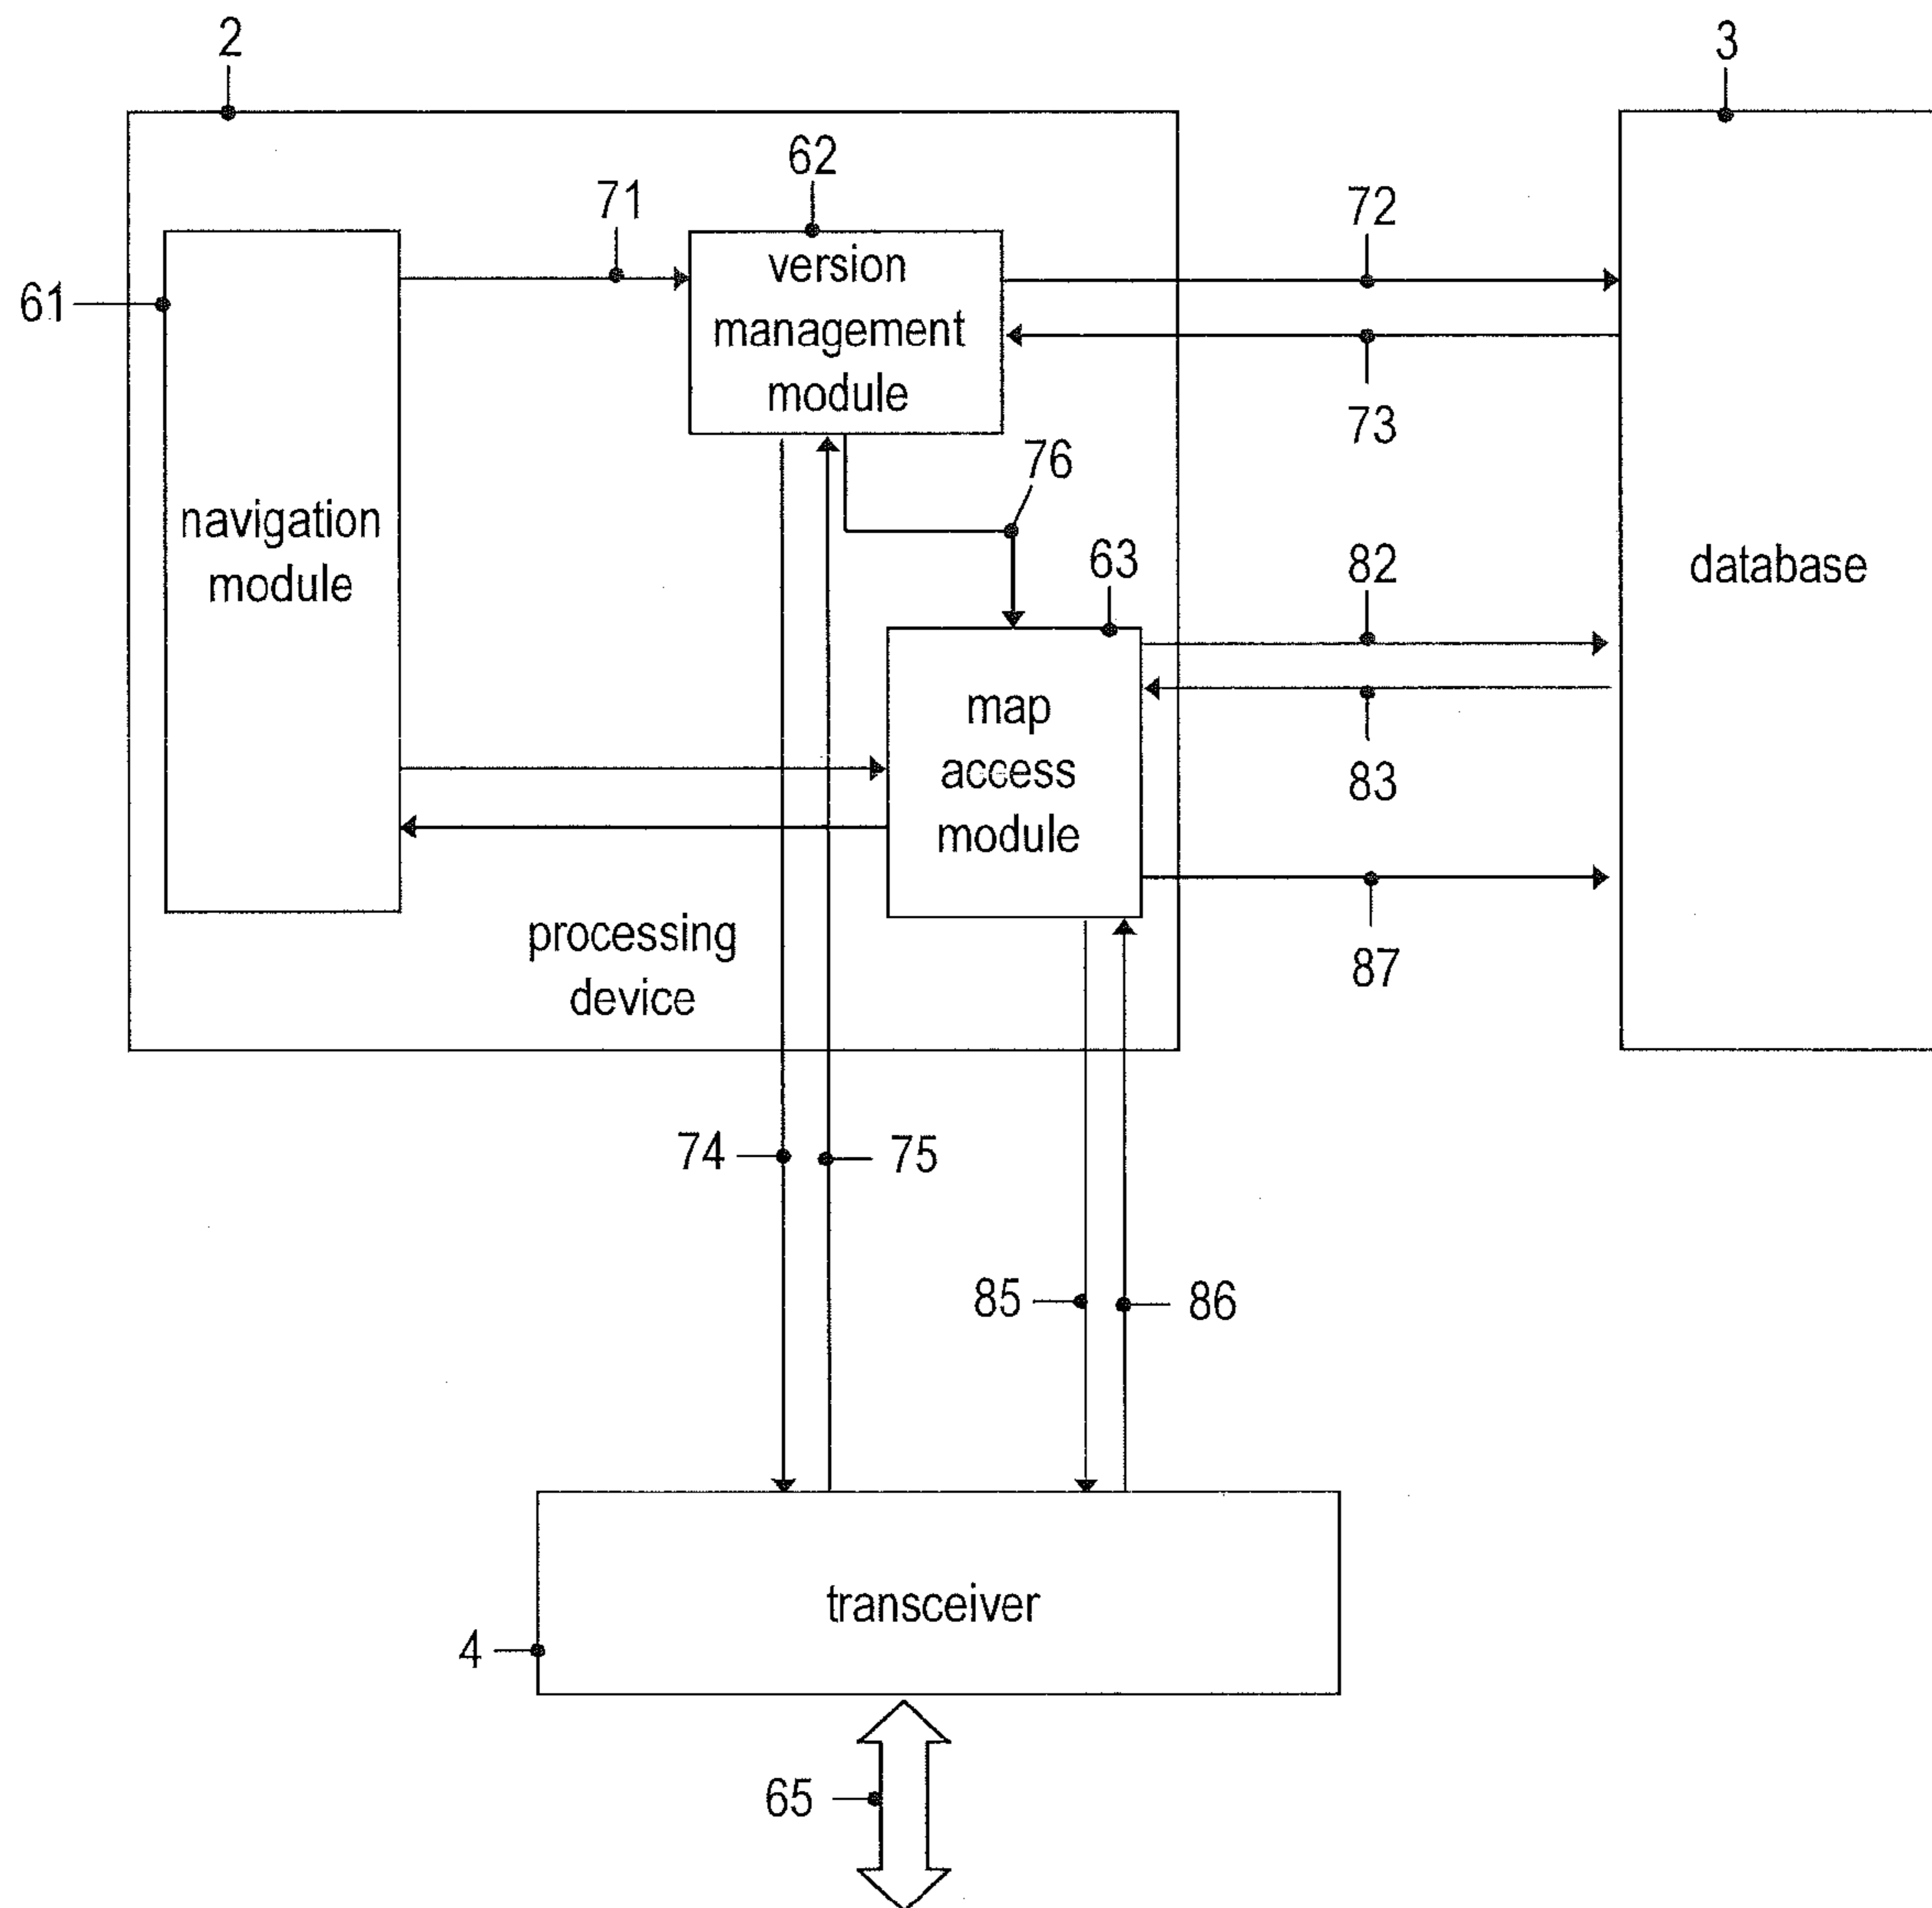 2
3
62
71
72
version
management
module
61
73
76
navigation
module
63
82
database
map
access
module
83
processing
device
87
74
75
85
86
transceiver
4
65